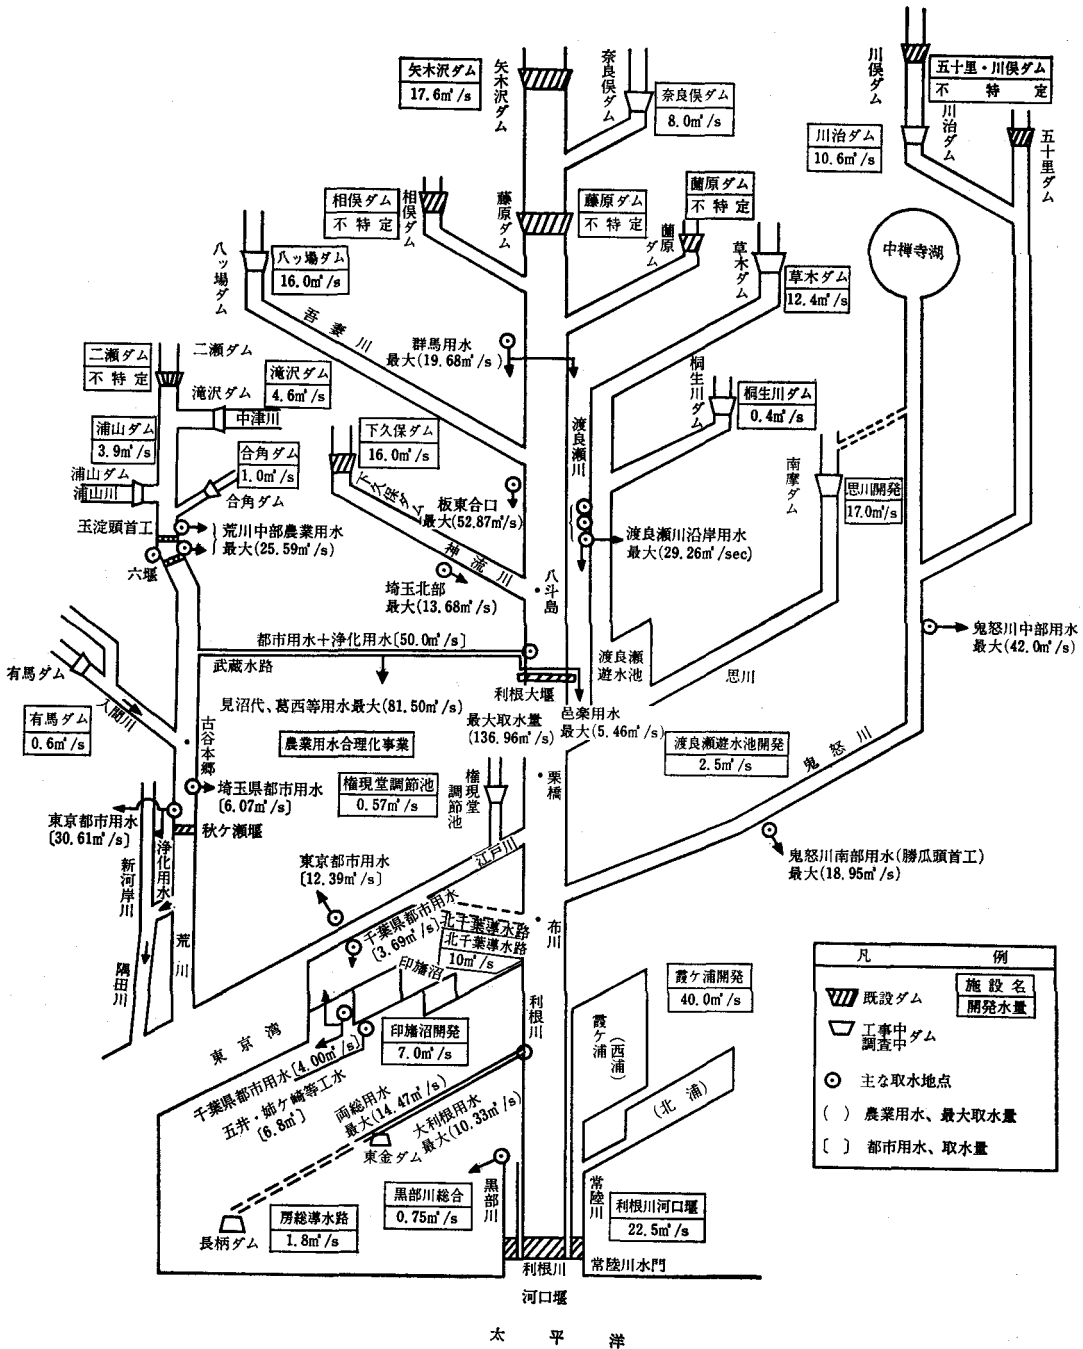 矢木沢ダム
17.6㎥/s
矢木沢ダム
奈良俣ダム
奈良俣ダム
8.0㎥/s
川俣ダム
五十里・川俣ダム
不特定
川治ダム
10.6㎥/s
川治ダム
五十里ダム
相俣ダム
不特定
相俣ダム
藤原ダム
藤原ダム
不特定
薗原ダム
不特定
薗原ダム
草木ダム
草木ダム
12.4㎥/s
中禅寺湖
八ッ場ダム
八ッ場ダム
16.0㎥/s
吾妻川
群馬用水
最大(19.68㎥/s)
二瀬ダム
不特定
二瀬ダム
滝沢ダム
滝沢ダム
4.6㎥/s
中津川
浦山ダム
3.9㎥/s
合角ダム
1.0㎥/s
合角ダム
浦山ダム
浦山川
下久保ダム
16.0㎥/s
下久保ダム
神流川
板東合口
最大(52.87㎥/s)
渡良瀬川
桐生川ダム
桐生川ダム
0.4㎥/s
南摩ダム
思川開発
17.0㎥/s
玉淀頭首工
六堰
荒川中部農業用水
最大(25.59㎥/s)
渡良瀬川沿岸用水
最大(29.26㎥/sec)
埼玉北部
最大(13.68㎥/s)
八斗島
鬼怒川中部用水
最大(42.0㎥/s)
都市用水+浄化用水〔50.0㎥/s〕
武蔵水路
渡良瀬
遊水池
思川
利根大堰
見沼代、葛西等用水最大(81.50㎥/s)
最大取水量
(136.96㎥/s)
邑楽用水
最大(5.46㎥/s)
有馬ダム
入間川
有馬ダム
0.6㎥/s
古谷本郷
農業用水合理化事業
渡良瀬遊水池開発
2.5㎥/s
鬼怒川
埼玉県都市用水
〔6.07㎥/s〕
権現堂調節池
0.57㎥/s
権現堂
調節池
栗橋
東京都市用水
〔30.61㎥/s〕
秋ケ瀬堰
浄化用水
新河岸川
荒川
隅田川
江戸川
東京都市用水
〔12.39㎥/s〕
鬼怒川南部用水(勝瓜頭首工)
最大(18.95㎥/s)
千葉県都市用水
〔3.69㎥/s〕
北千葉導水路
北千葉導水路
10㎥/s
布川
印旛沼
東京湾
印旛沼開発
7.0㎥/s
利根川
霞ケ浦開発
40.0㎥/s
霞ケ浦
(西浦)
(北浦)
千葉県都市用水〔4.00㎥/s〕
五井・姉ケ崎等工水
〔6.8㎥〕
両総用水
最大(14.47㎥/s)
大利根用水
最大(10.33㎥/s)
東金ダム
長柄ダム
房総導水路
1.8㎥/s
黒部川総合
0.75㎥/s
黒部川
常陸川
利根川河口堰
22.5㎥/s
常陸川水門
利根川
河口堰
太平洋
凡例
既設ダム
施設名
開発水量
工事中
調査中
ダム
主な取水地点
( ) 農業用水、最大取水量
〔 〕 都市用水、取水量